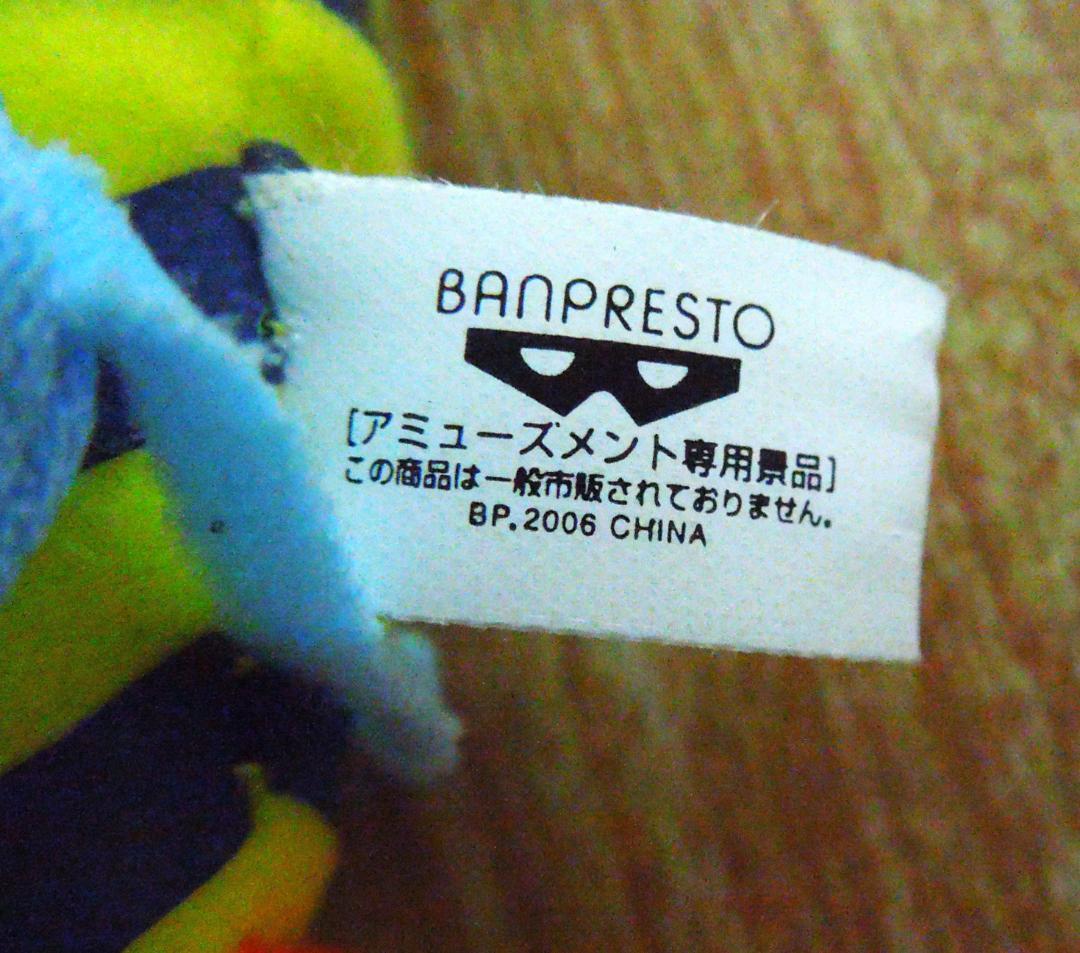 BANPRESTO
[アミューズメント専用景品]
この商品は一般市販されておりません。
BP.2006 CHINA